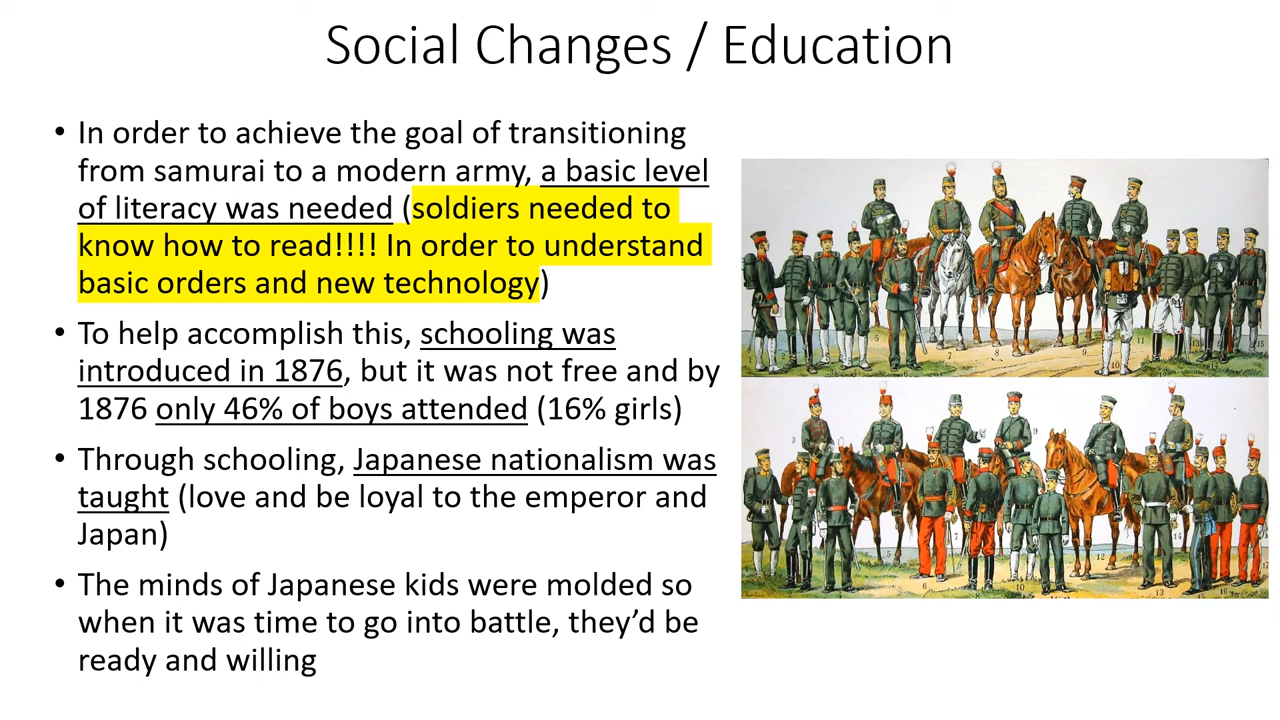 Social Changes / Education
• In order to achieve the goal of transitioning
from samurai to a modern army, a basic level
of literacy was needed (soldiers needed to
know how to read!!!! In order to understand
basic orders and new technology)
• To help accomplish this, schooling was
introduced in 1876, but it was not free and by
1876 only 46% of boys attended (16% girls)
• Through schooling, Japanese nationalism was
taught (love and be loyal to the emperor and
Japan)
• The minds of Japanese kids were molded so
when it was time to go into battle, they’d be
ready and willing